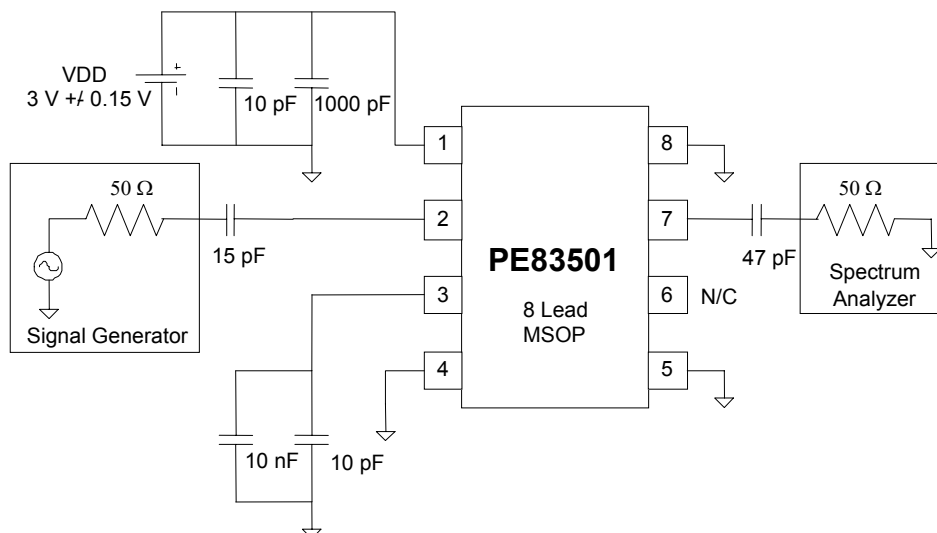 VDD
3 V +/- 0.15 V
10 pF
1000 pF
1
8
50 Ω
50 Ω
2
7
15 pF
PE83501
47 pF
Spectrum
Analyzer
3
8 Lead
MSOP
6
N/C
Signal Generator
4
5
10 nF
10 pF